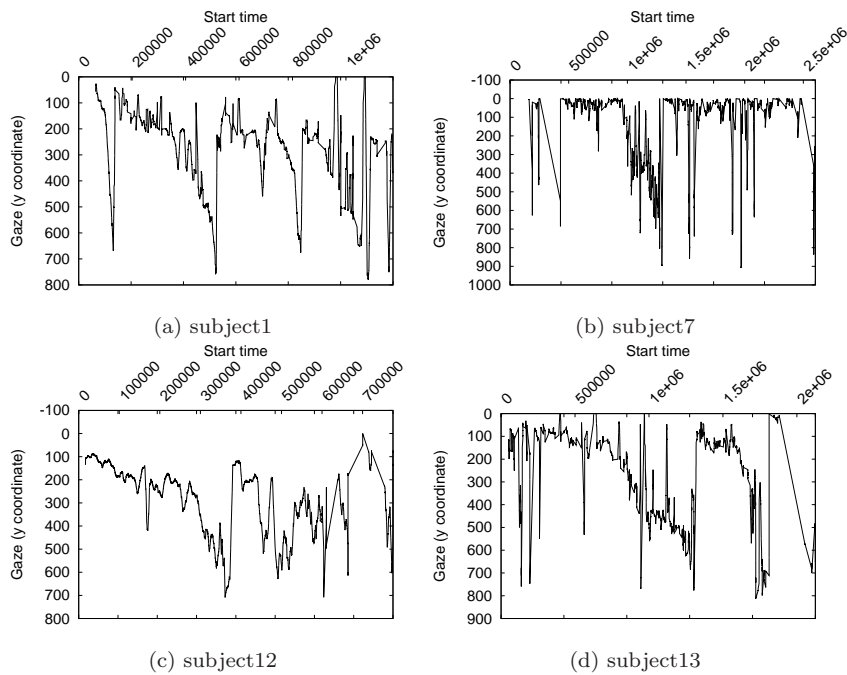 Start time
0 200000 400000 600000 800000 1e+06
Gaze (y coordinate)
0
100
200
300
400
500
600
700
800
(a) subject1
Start time
0 500000 1e+06 1.5e+06 2e+06 2.5e+06
Gaze (y coordinate)
-100
0
100
200
300
400
500
600
700
800
900
1000
(b) subject7
Start time
0 100000 200000 300000 400000 500000 600000 700000
Gaze (y coordinate)
-100
0
100
200
300
400
500
600
700
800
(c) subject12
Start time
0 500000 1e+06 1.5e+06 2e+06
Gaze (y coordinate)
0
100
200
300
400
500
600
700
800
900
(d) subject13